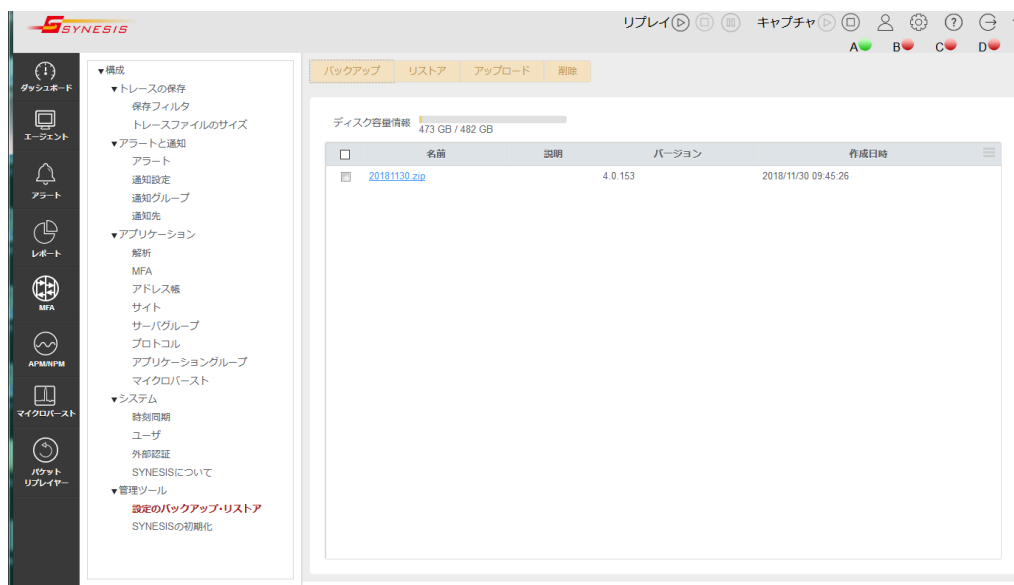 SYNESIS
リプレイ
キャプチャ
A
B
C
D
ダッシュボード
エージェント
アラート
レポート
MFA
APM/NPM
マイクロバースト
パケット
リプレイヤー
▼構成
▼トレースの保存
保存フィルタ
トレースファイルのサイズ
▼アラートと通知
アラート
通知設定
通知グループ
通知先
▼アプリケーション
解析
MFA
アドレス帳
サイト
サーバグループ
プロトコル
アプリケーショングループ
マイクロバースト
▼システム
時刻同期
ユーザ
外部認証
SYNESISについて
▼管理ツール
設定のバックアップ・リストア
SYNESISの初期化
バックアップ
リストア
アップロード
削除
ディスク容量情報
473 GB / 482 GB
名前 説明 バージョン 作成日時
20181130.zip 4.0.153 2018/11/30 09:45:26